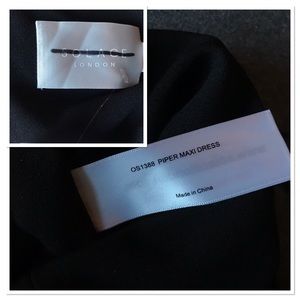 SOLACE
LONDON
OS1388 PIPER MAXI DRESS
Made in China